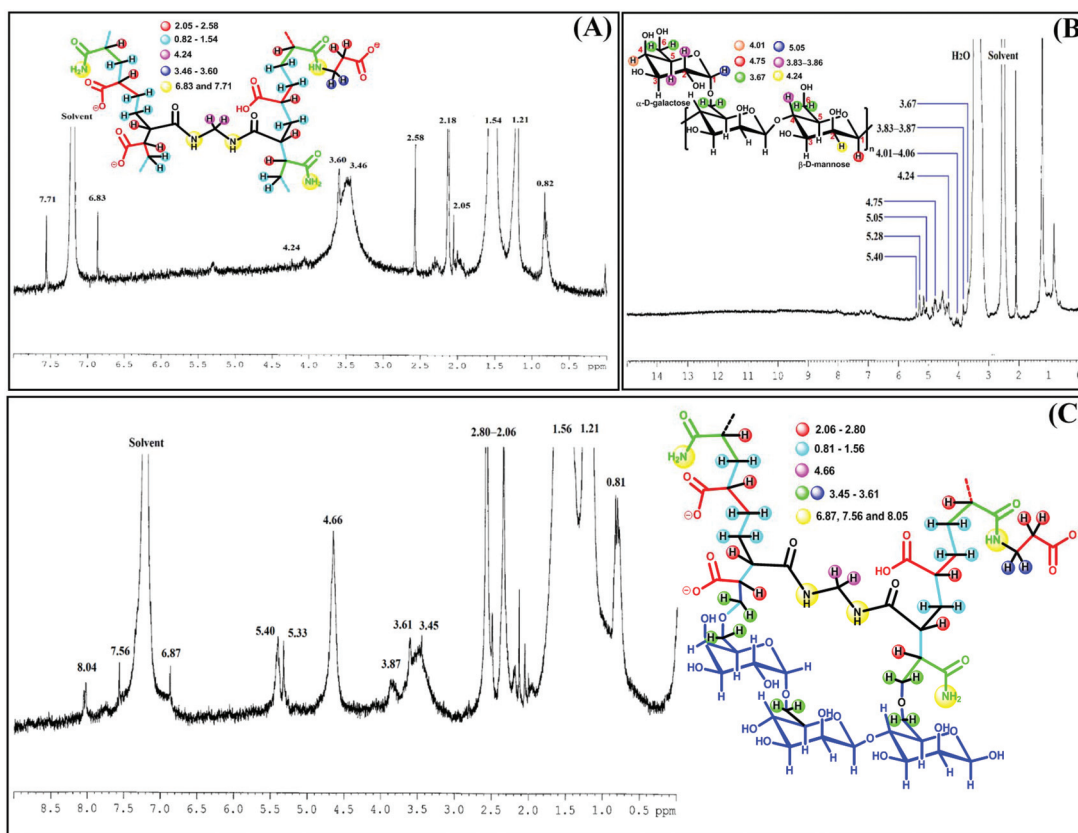 (A)
2.05 - 2.58
0.82 - 1.54
4.24
3.46 - 3.60
6.83 and 7.71
Solvent
7.71
6.83
4.24
3.60
3.46
2.58
2.18
2.05
1.54
1.21
0.82
7.5 7.0 6.5 6.0 5.5 5.0 4.5 4.0 3.5 3.0 2.5 2.0 1.5 1.0 0.5 ppm
(B)
4.01 5.05
4.75 3.83–3.86
3.67 4.24
α-D-galactose
β-D-mannose
H2O
Solvent
3.67
3.83–3.87
4.01–4.06
4.24
4.75
5.05
5.28
5.40
15 14 13 12 11 10 9 8 7 6 5 4 3 2 1
(C)
2.06 - 2.80
0.81 - 1.56
4.66
3.45 - 3.61
6.87, 7.56 and 8.05
Solvent
8.04
7.56
6.87
5.40
5.33
4.66
3.87
3.61
3.45
2.80–2.06
1.56
1.21
0.81
8.0 7.5 7.0 6.5 6.0 5.5 5.0 4.5 4.0 3.5 3.0 2.5 2.0 1.5 1.0 0.5 ppm